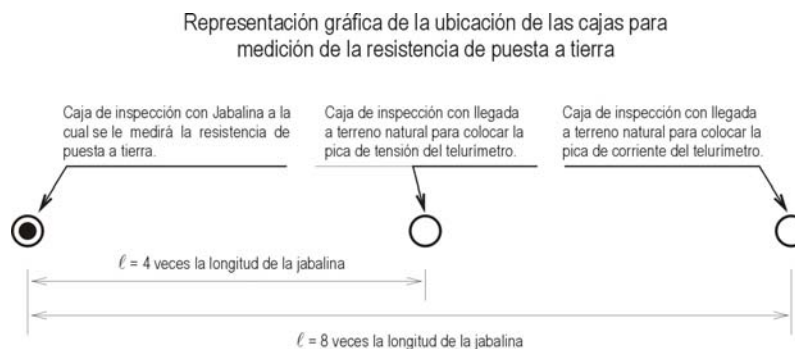 Representación gráfica de la ubicación de las cajas para
medición de la resistencia de puesta a tierra
Caja de inspección con Jabalina a la
cual se le medirá la resistencia de
puesta a tierra.
Caja de inspección con llegada
a terreno natural para colocar la
pica de tensión del telurímetro.
Caja de inspección con llegada
a terreno natural para colocar la
pica de corriente del telurímetro.
ℓ = 4 veces la longitud de la jabalina
ℓ = 8 veces la longitud de la jabalina